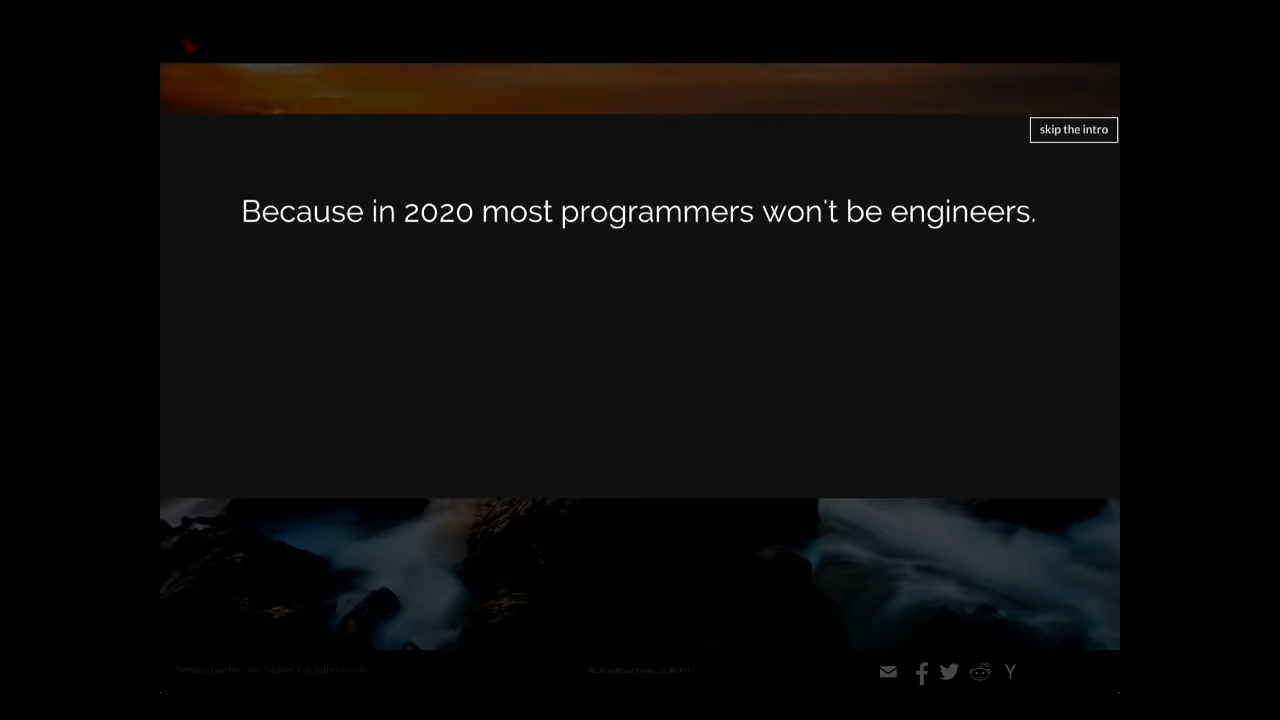 skip the intro
Because in 2020 most programmers won't be engineers.